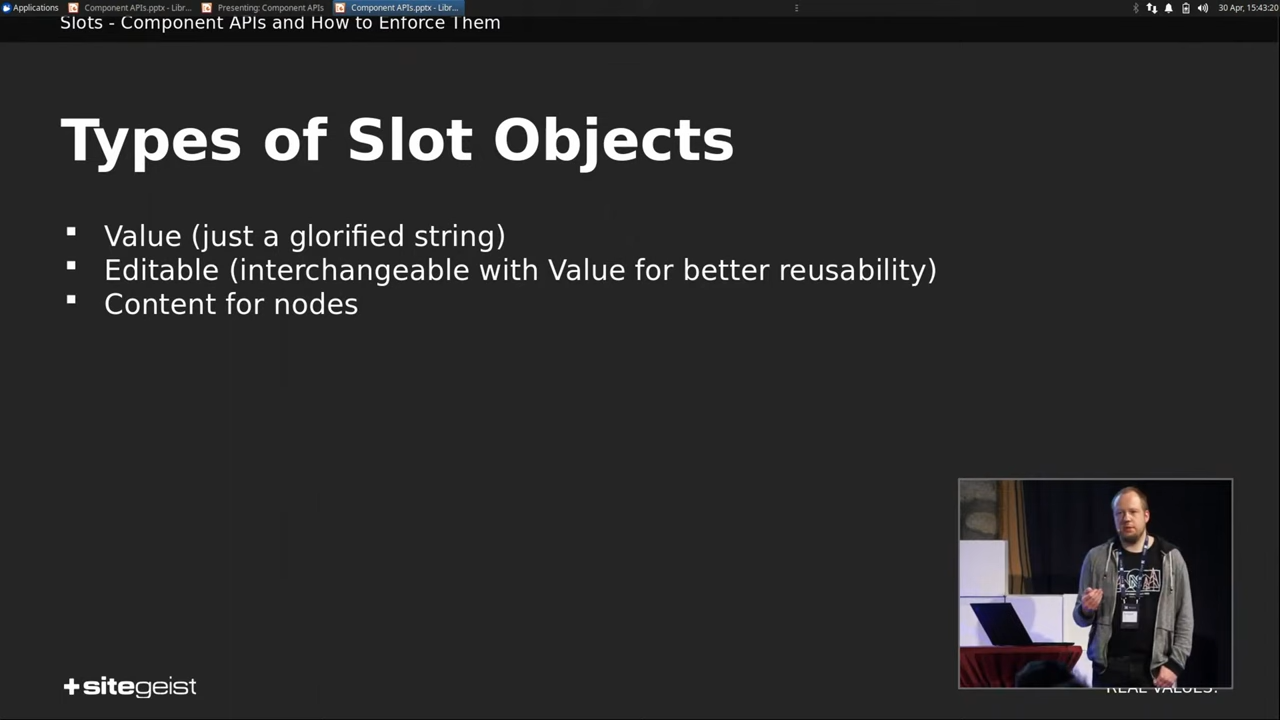 Applications
Component APIs.pptx - Libr...
Presenting: Component APIs
Component APIs.pptx - Libr...
30 Apr, 15:43:20
Slots - Component APIs and How to Enforce Them
Types of Slot Objects
Value (just a glorified string)
Editable (interchangeable with Value for better reusability)
Content for nodes
sitegeist
REAL VALUES.